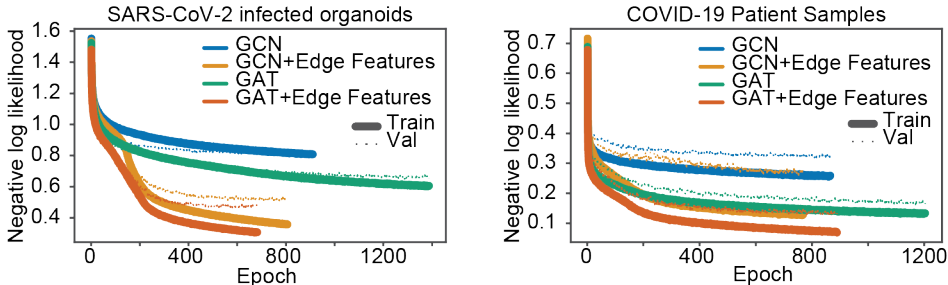 SARS-CoV-2 infected organoids
Negative log likelihood
1.6
1.4
1.2
1.0
0.8
0.6
0.4
GCN
GCN+Edge Features
GAT
GAT+Edge Features
Train
Val
0 400 800 1200
Epoch
COVID-19 Patient Samples
Negative log likelihood
0.7
0.6
0.5
0.4
0.3
0.2
0.1
GCN
GCN+Edge Features
GAT
GAT+Edge Features
Train
Val
0 400 800 1200
Epoch